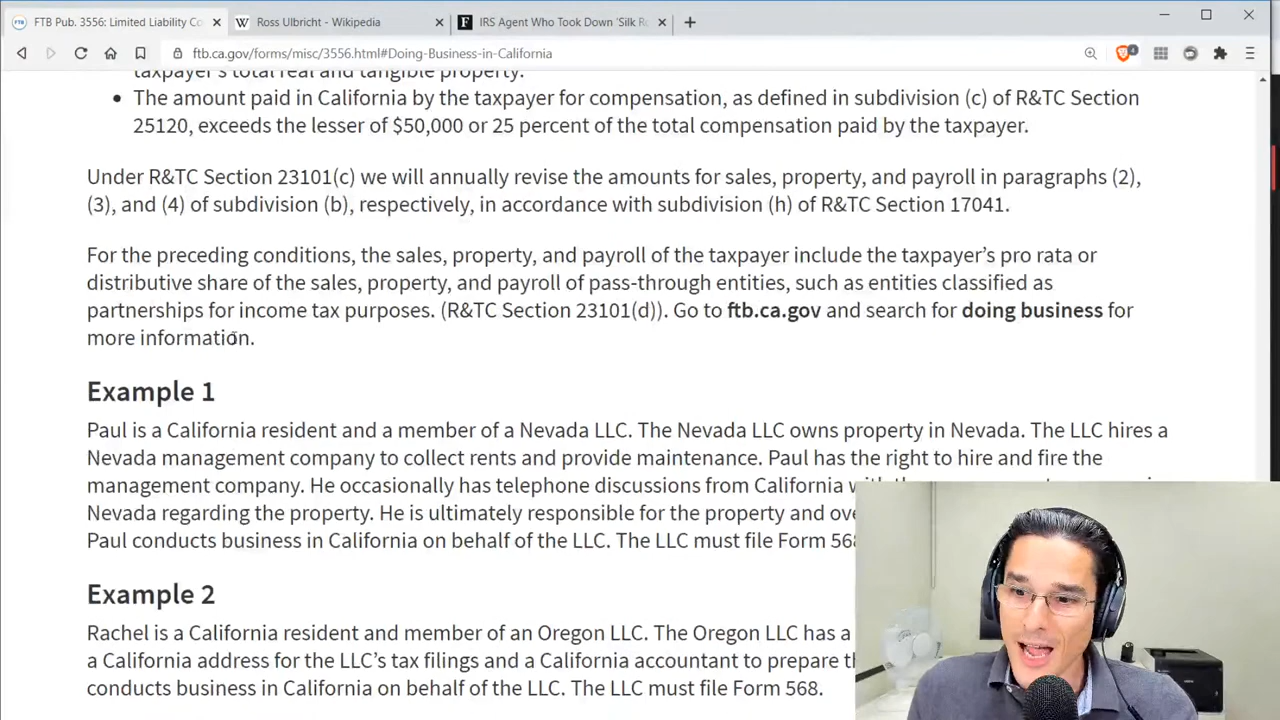 FTB Pub. 3556: Limited Liability Co
Ross Ulbricht - Wikipedia
IRS Agent Who Took Down 'Silk Ro
ftb.ca.gov/forms/misc/3556.html#Doing-Business-in-California
4
taxpayer's total real and tangible property.
• The amount paid in California by the taxpayer for compensation, as defined in subdivision (c) of R&TC Section
25120, exceeds the lesser of $50,000 or 25 percent of the total compensation paid by the taxpayer.
Under R&TC Section 23101(c) we will annually revise the amounts for sales, property, and payroll in paragraphs (2),
(3), and (4) of subdivision (b), respectively, in accordance with subdivision (h) of R&TC Section 17041.
For the preceding conditions, the sales, property, and payroll of the taxpayer include the taxpayer's pro rata or
distributive share of the sales, property, and payroll of pass-through entities, such as entities classified as
partnerships for income tax purposes. (R&TC Section 23101(d)). Go to ftb.ca.gov and search for doing business for
more information.
Example 1
Paul is a California resident and a member of a Nevada LLC. The Nevada LLC owns property in Nevada. The LLC hires a
Nevada management company to collect rents and provide maintenance. Paul has the right to hire and fire the
management company. He occasionally has telephone discussions from California
Nevada regarding the property. He is ultimately responsible for the property and
Paul conducts business in California on behalf of the LLC. The LLC must file Form 568
Example 2
Rachel is a California resident and member of an Oregon LLC. The Oregon LLC has a
a California address for the LLC's tax filings and a California accountant to prepare
conducts business in California on behalf of the LLC. The LLC must file Form 568.